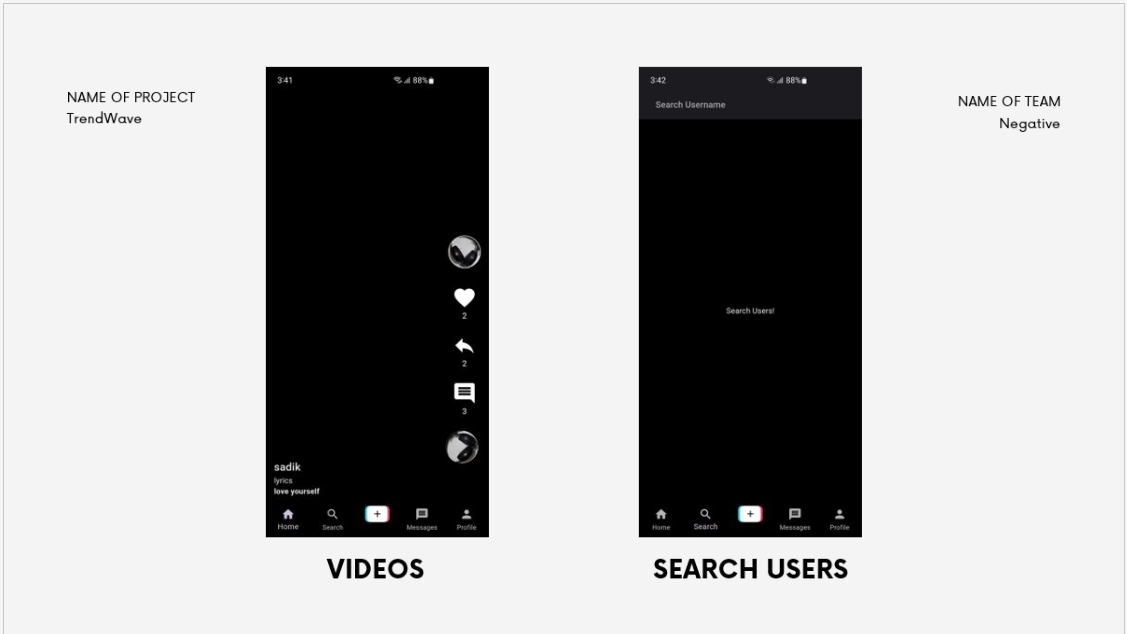 NAME OF PROJECT
TrendWave
3:41
88%
2
2
3
sadik
lyrics
love yourself
Home
Search
Messages
Profile
VIDEOS
3:42
88%
Search Username
Search Users!
Home
Search
Messages
Profile
SEARCH USERS
NAME OF TEAM
Negative